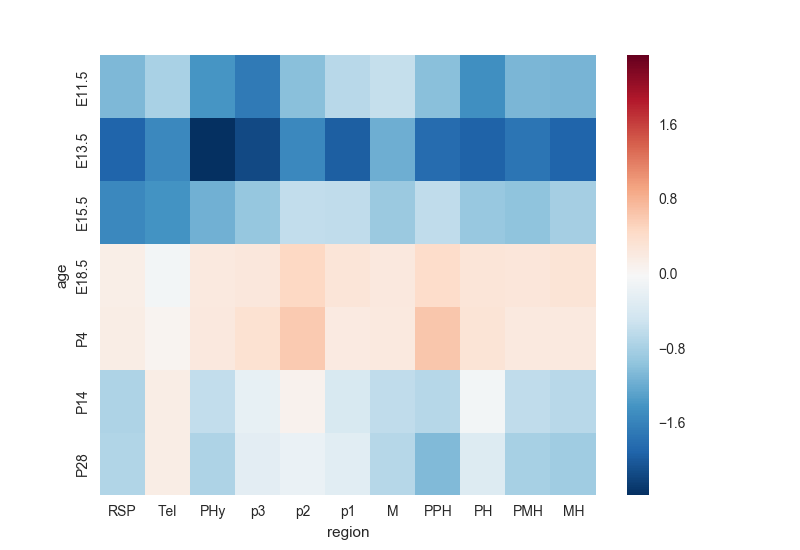 E11.5
E13.5
E15.5
E18.5
P4
P14
P28
age
RSP Tel PHy p3 p2 p1 M PPH PH PMH MH
region
1.6
0.8
0.0
−0.8
−1.6